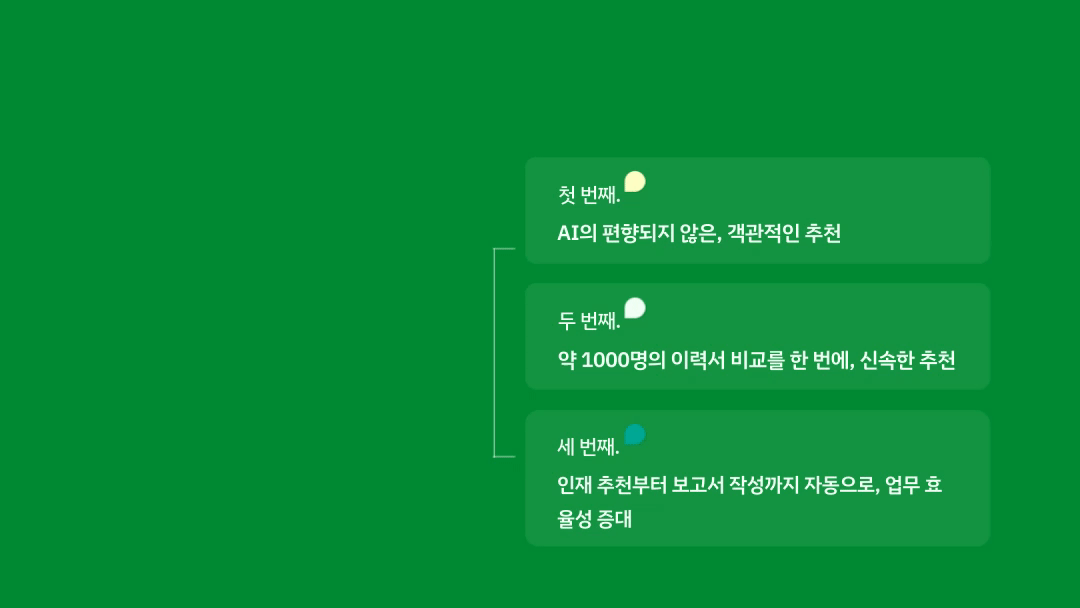 첫 번째.
AI의 편향되지 않은, 객관적인 추천
두 번째.
약 1000명의 이력서 비교를 한 번에, 신속한 추천
세 번째.
인재 추천부터 보고서 작성까지 자동으로, 업무 효
율성 증대